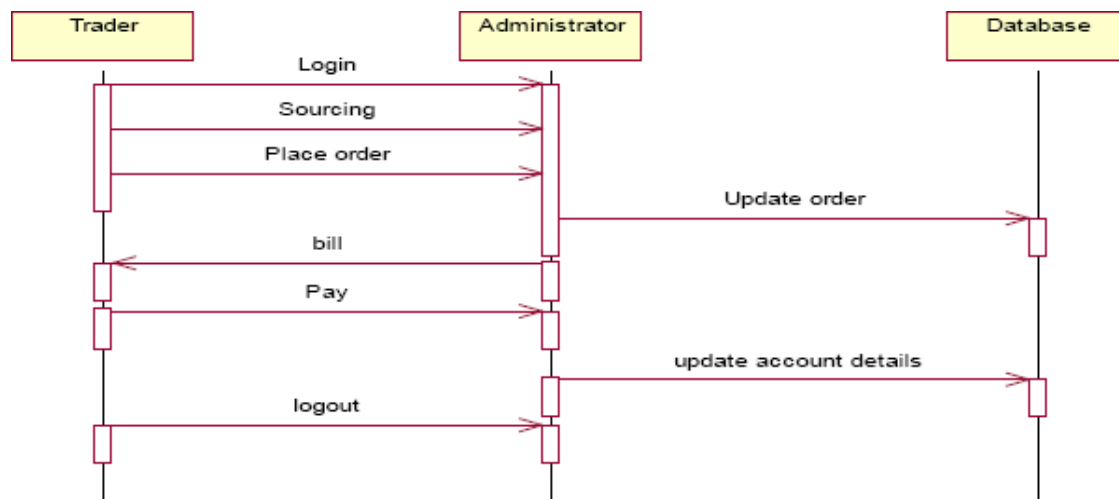 Trader
Administrator
Database
Login
Sourcing
Place order
Update order
bill
Pay
update account details
logout